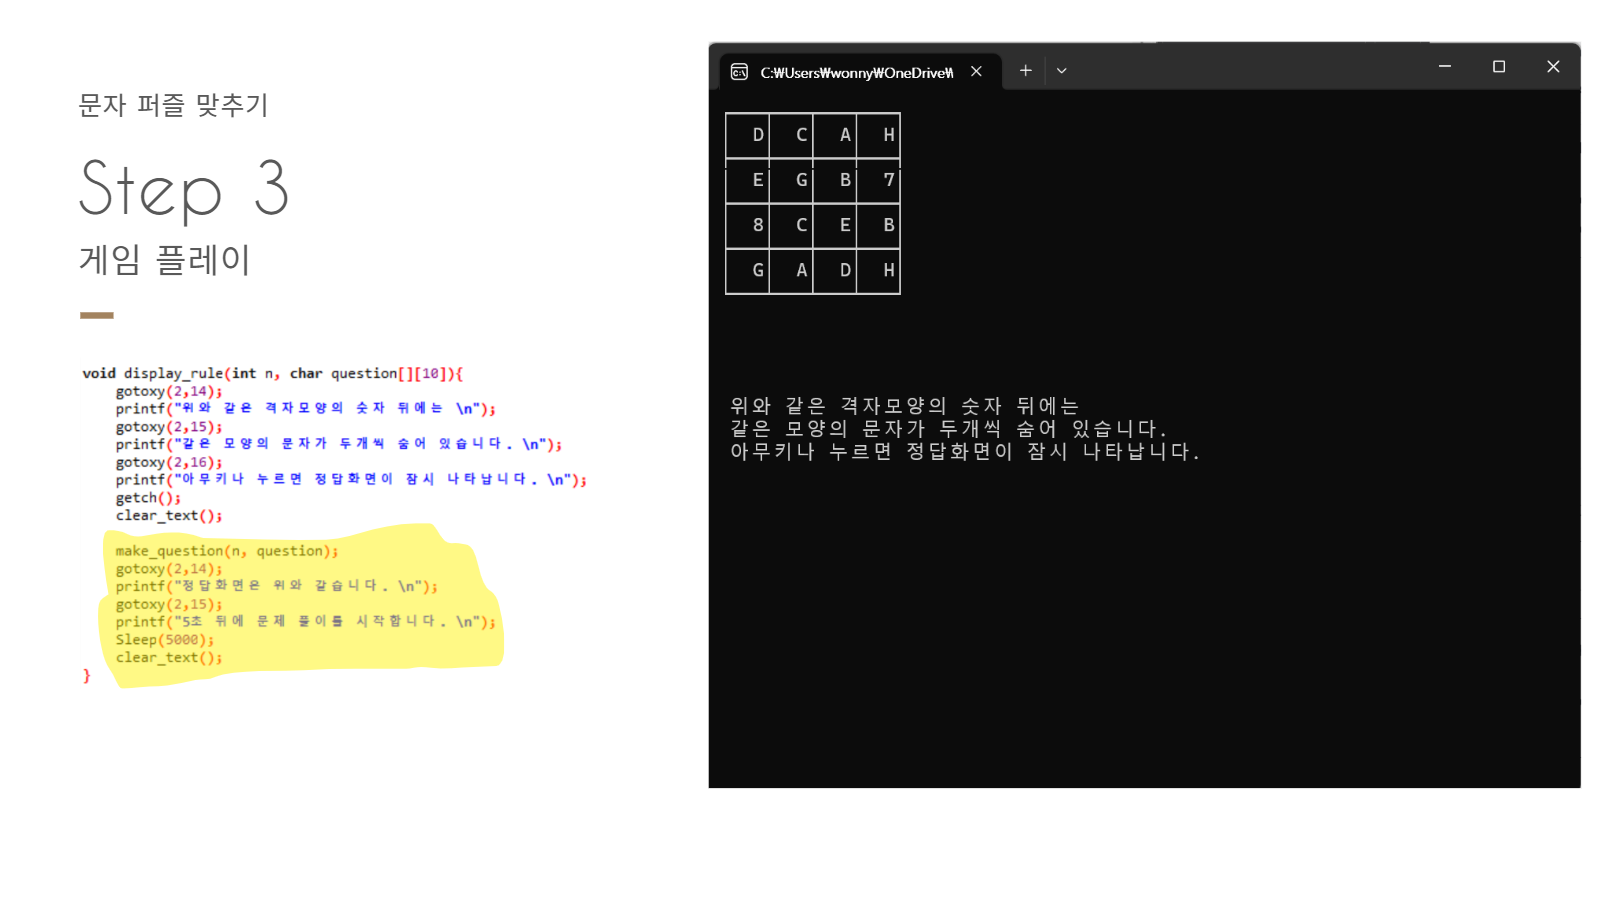 문자 퍼즐 맞추기
Step 3
게임 플레이
void display_rule(int n, char question[][10]){
gotoxy(2,14);
printf("위와 같은 격자모양의 숫자 뒤에는 \n");
gotoxy(2,15);
printf("같은 모양의 문자가 두개씩 숨어 있습니다. \n");
gotoxy(2,16);
printf("아무키나 누르면 정답화면이 잠시 나타납니다. \n");
getch();
clear_text();
make_question(n, question);
gotoxy(2,14);
printf("정답화면은 위와 같습니다. \n");
gotoxy(2,15);
printf("5초 뒤에 문제 풀이를 시작합니다. \n");
Sleep(5000);
clear_text();
}
C:₩Users₩wonny₩OneDrive₩
D C A H
E G B 7
8 C E B
G A D H
위와 같은 격자모양의 숫자 뒤에는
같은 모양의 문자가 두개씩 숨어 있습니다.
아무키나 누르면 정답화면이 잠시 나타납니다.